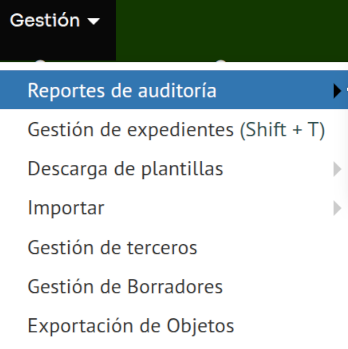 Gestión
Reportes de auditoría
Gestión de expedientes (Shift + T)
Descarga de plantillas
Importar
Gestión de terceros
Gestión de Borradores
Exportación de Objetos